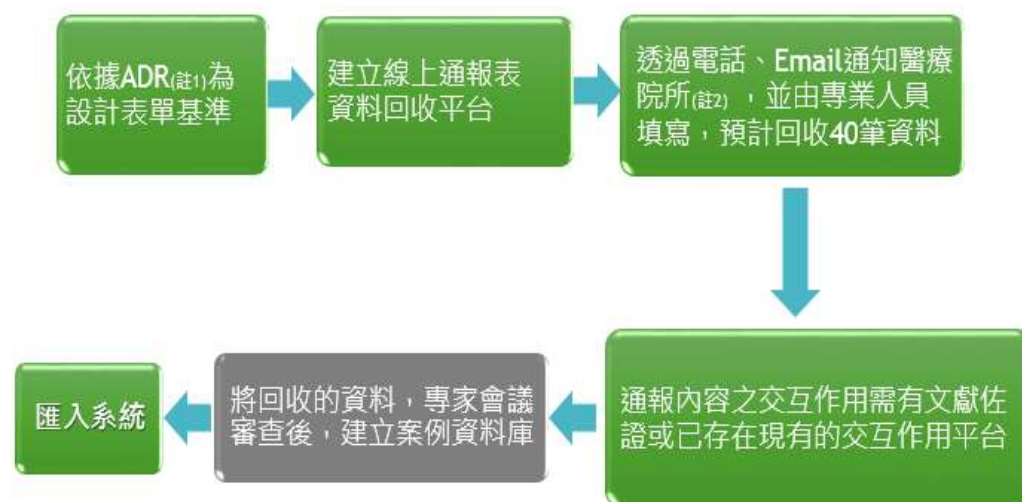 依據ADR(註1)為
設計表單基準
建立線上通報表
資料回收平台
透過電話、Email通知醫療
院所(註2)，並由專業人員
填寫，預計回收40筆資料
通報內容之交互作用需有文獻佐
證或已存在現有的交互作用平台
將回收的資料，專家會議
審查後，建立案例資料庫
匯入系統